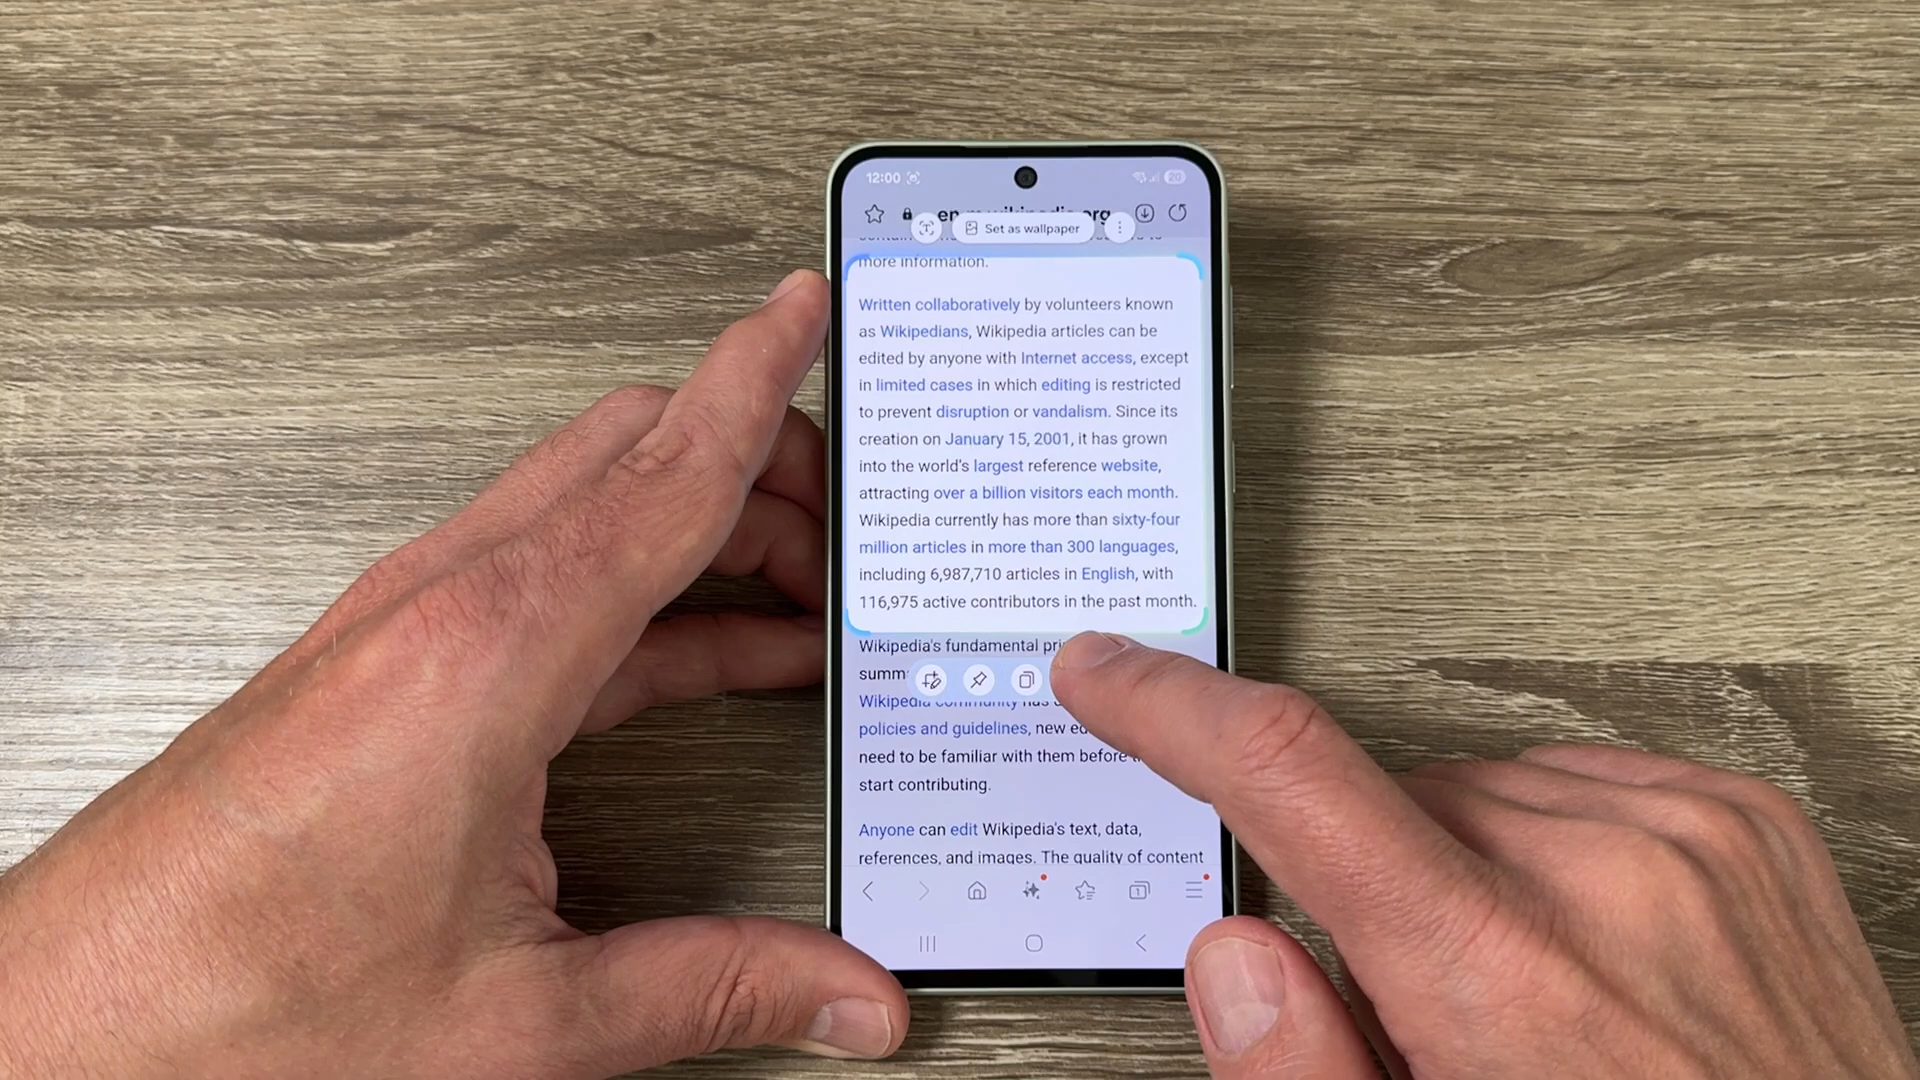 12:00
20
Set as wallpaper
more information.
Written collaboratively by volunteers known
as Wikipedians, Wikipedia articles can be
edited by anyone with Internet access, except
in limited cases in which editing is restricted
to prevent disruption or vandalism. Since its
creation on January 15, 2001, it has grown
into the world's largest reference website,
attracting over a billion visitors each month.
Wikipedia currently has more than sixty-four
million articles in more than 300 languages,
including 6,987,710 articles in English, with
116,975 active contributors in the past month.
Wikipedia's fundamental
Wikipedia community has
policies and guidelines, new
need to be familiar with them before
start contributing.
Anyone can edit Wikipedia's text, data,
references, and images. The quality of content
1